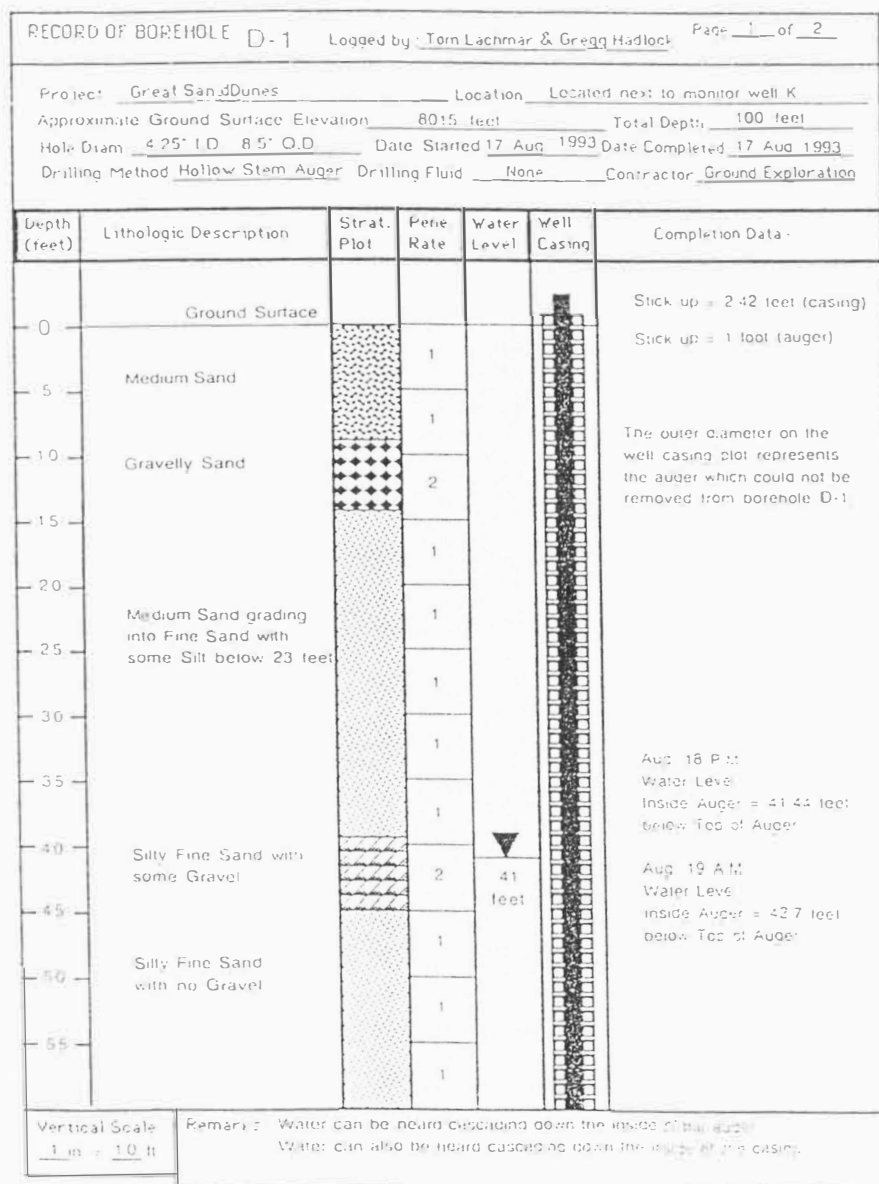 RECORD OF BOREHOLE D-1 Logged by: Tom Lachmar & Gregg Hadlock Page 1 of 2
Project Great SandDunes Location Located next to monitor well K
Approximate Ground Surface Elevation 8015 feet Total Depth 100 feet
Hole Diam 4.25" I.D. 8.5" O.D. Date Started 17 Aug 1993 Date Completed 17 Aug 1993
Drilling Method Hollow Stem Auger Drilling Fluid None Contractor Ground Exploration
Depth (feet) Lithologic Description Strat. Plot Pene Rate Water Level Well Casing Completion Data
Stick up = 2.42 feet (casing)
Ground Surface
0
Stick up = 1 foot (auger)
1
Medium Sand
5
1
The outer diameter on the
10
well casing plot represents
Gravelly Sand
the auger which could not be
2
removed from borehole D-1
15
1
20
Medium Sand grading
1
into Fine Sand with
25
some Silt below 23 feet
1
30
1
Aug. 18 P.M.
35
Water Level
Inside Auger = 41.44 feet
1
below Top of Auger
40
Silty Fine Sand with
some Gravel
2
41
feet
Aug. 19 A.M.
Water Level
Inside Auger = 42.7 feet
45
below Top of Auger
1
Silty Fine Sand
50
with no Gravel
1
55
1
Vertical Scale
1 in = 10 ft
Remarks: Water can be heard cascading down the inside of the auger
Water can also be heard cascading down the inside of the casing